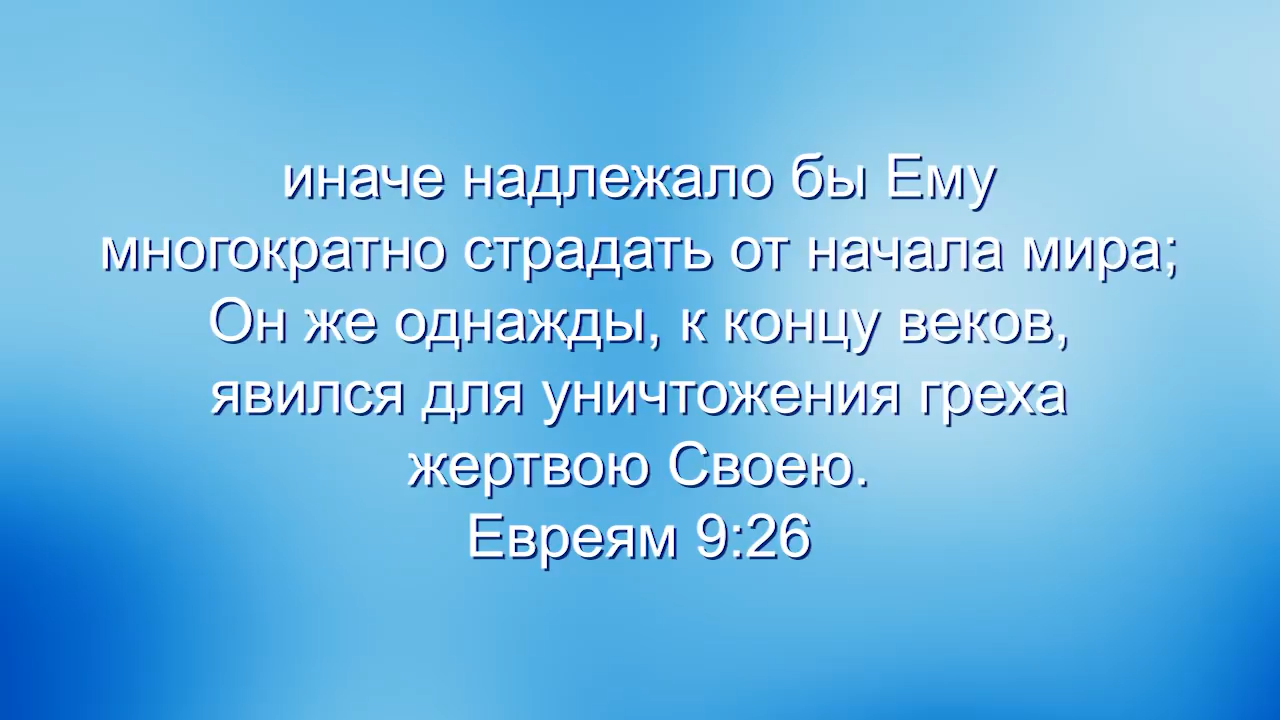 иначе надлежало бы Ему
многократно страдать от начала мира;
Он же однажды, к концу веков,
явился для уничтожения греха
жертвою Своею.
Евреям 9:26